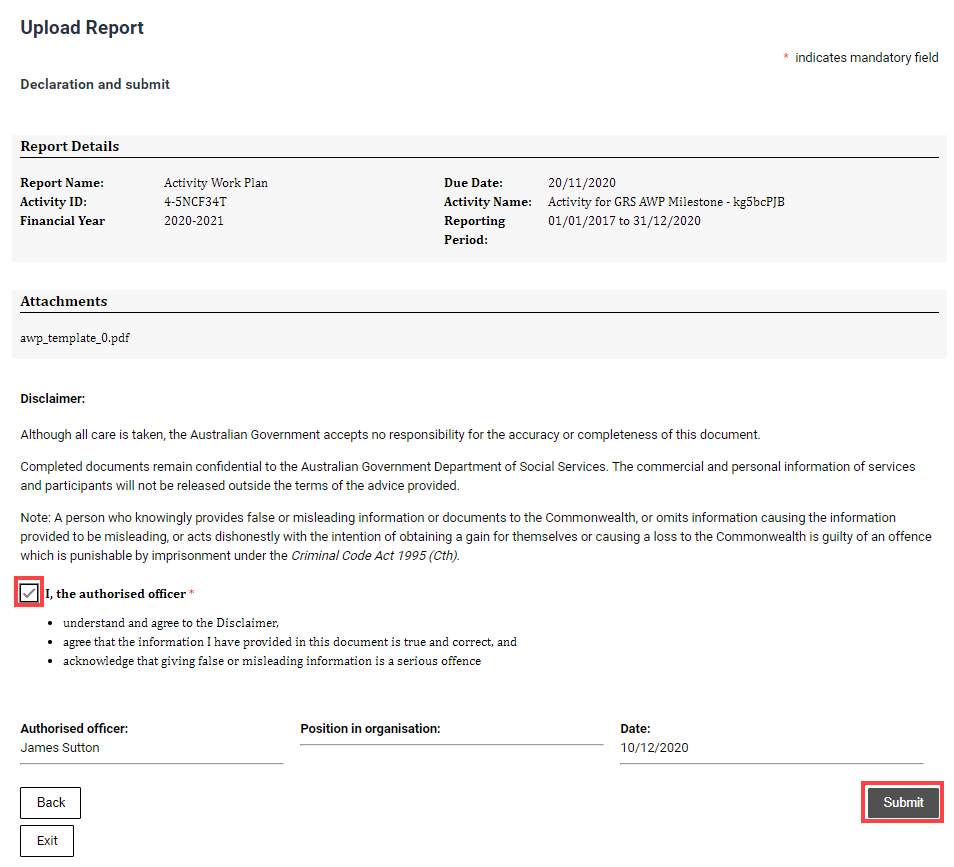 Upload Report
* indicates mandatory field
Declaration and submit
Report Details
Report Name: Activity Work Plan Due Date: 20/11/2020
Activity ID: 4-5NCF34T Activity Name: Activity for GRS AWP Milestone - kg5bcPJB
Financial Year 2020-2021 Reporting 01/01/2017 to 31/12/2020
Period:
Attachments
awp_template_0.pdf
Disclaimer:
Although all care is taken, the Australian Government accepts no responsibility for the accuracy or completeness of this document.
Completed documents remain confidential to the Australian Government Department of Social Services. The commercial and personal information of services
and participants will not be released outside the terms of the advice provided.
Note: A person who knowingly provides false or misleading information or documents to the Commonwealth, or omits information causing the information
provided to be misleading, or acts dishonestly with the intention of obtaining a gain for themselves or causing a loss to the Commonwealth is guilty of an offence
which is punishable by imprisonment under the Criminal Code Act 1995 (Cth).
I, the authorised officer *
• understand and agree to the Disclaimer,
• agree that the information I have provided in this document is true and correct, and
• acknowledge that giving false or misleading information is a serious offence
Authorised officer: Position in organisation: Date:
James Sutton 10/12/2020
Back Submit
Exit